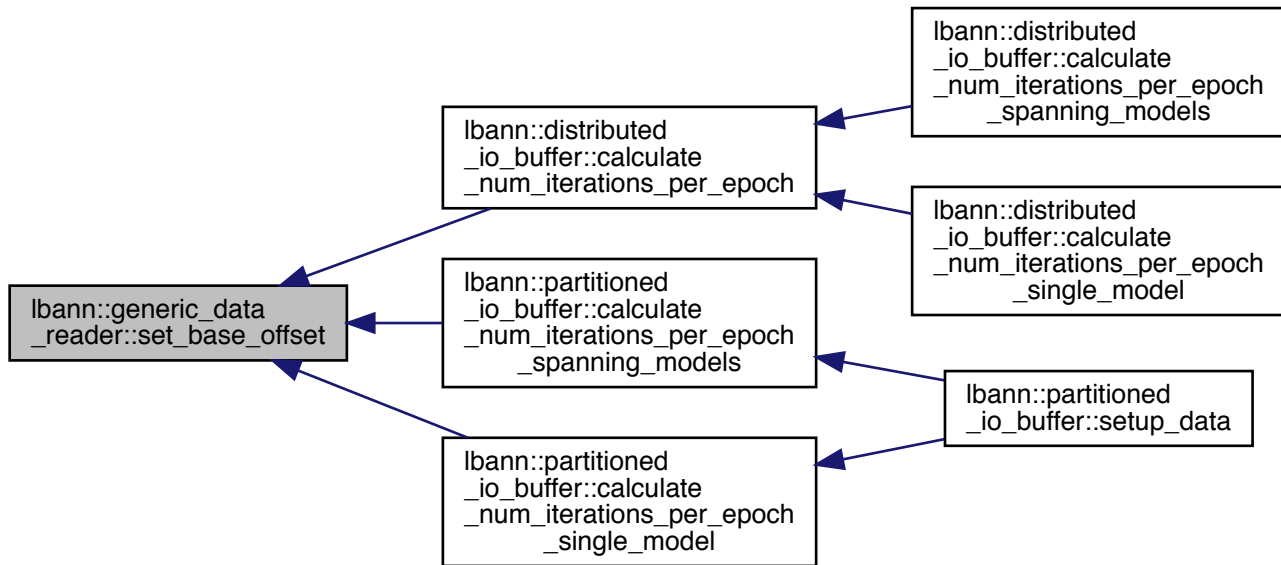 lbann::generic_data
_reader::set_base_offset
lbann::distributed
_io_buffer::calculate
_num_iterations_per_epoch
lbann::partitioned
_io_buffer::calculate
_num_iterations_per_epoch
_spanning_models
lbann::partitioned
_io_buffer::calculate
_num_iterations_per_epoch
_single_model
lbann::distributed
_io_buffer::calculate
_num_iterations_per_epoch
_spanning_models
lbann::distributed
_io_buffer::calculate
_num_iterations_per_epoch
_single_model
lbann::partitioned
_io_buffer::setup_data